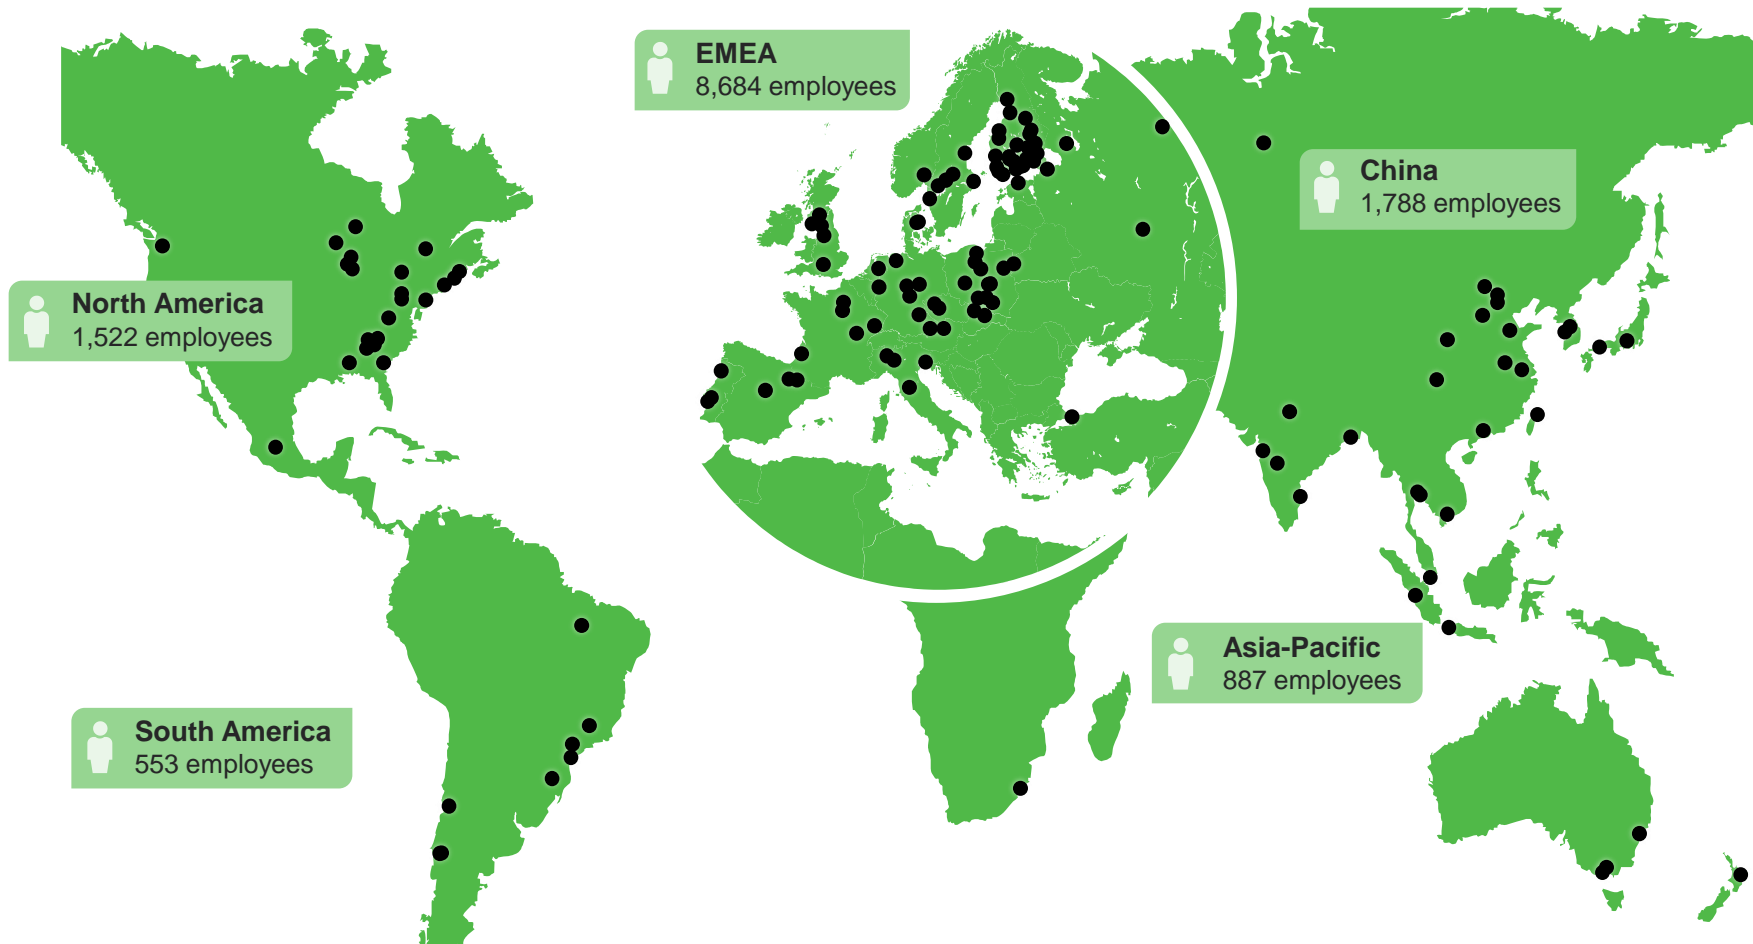 EMEA
8,684 employees
China
1,788 employees
North America
1,522 employees
Asia-Pacific
887 employees
South America
553 employees